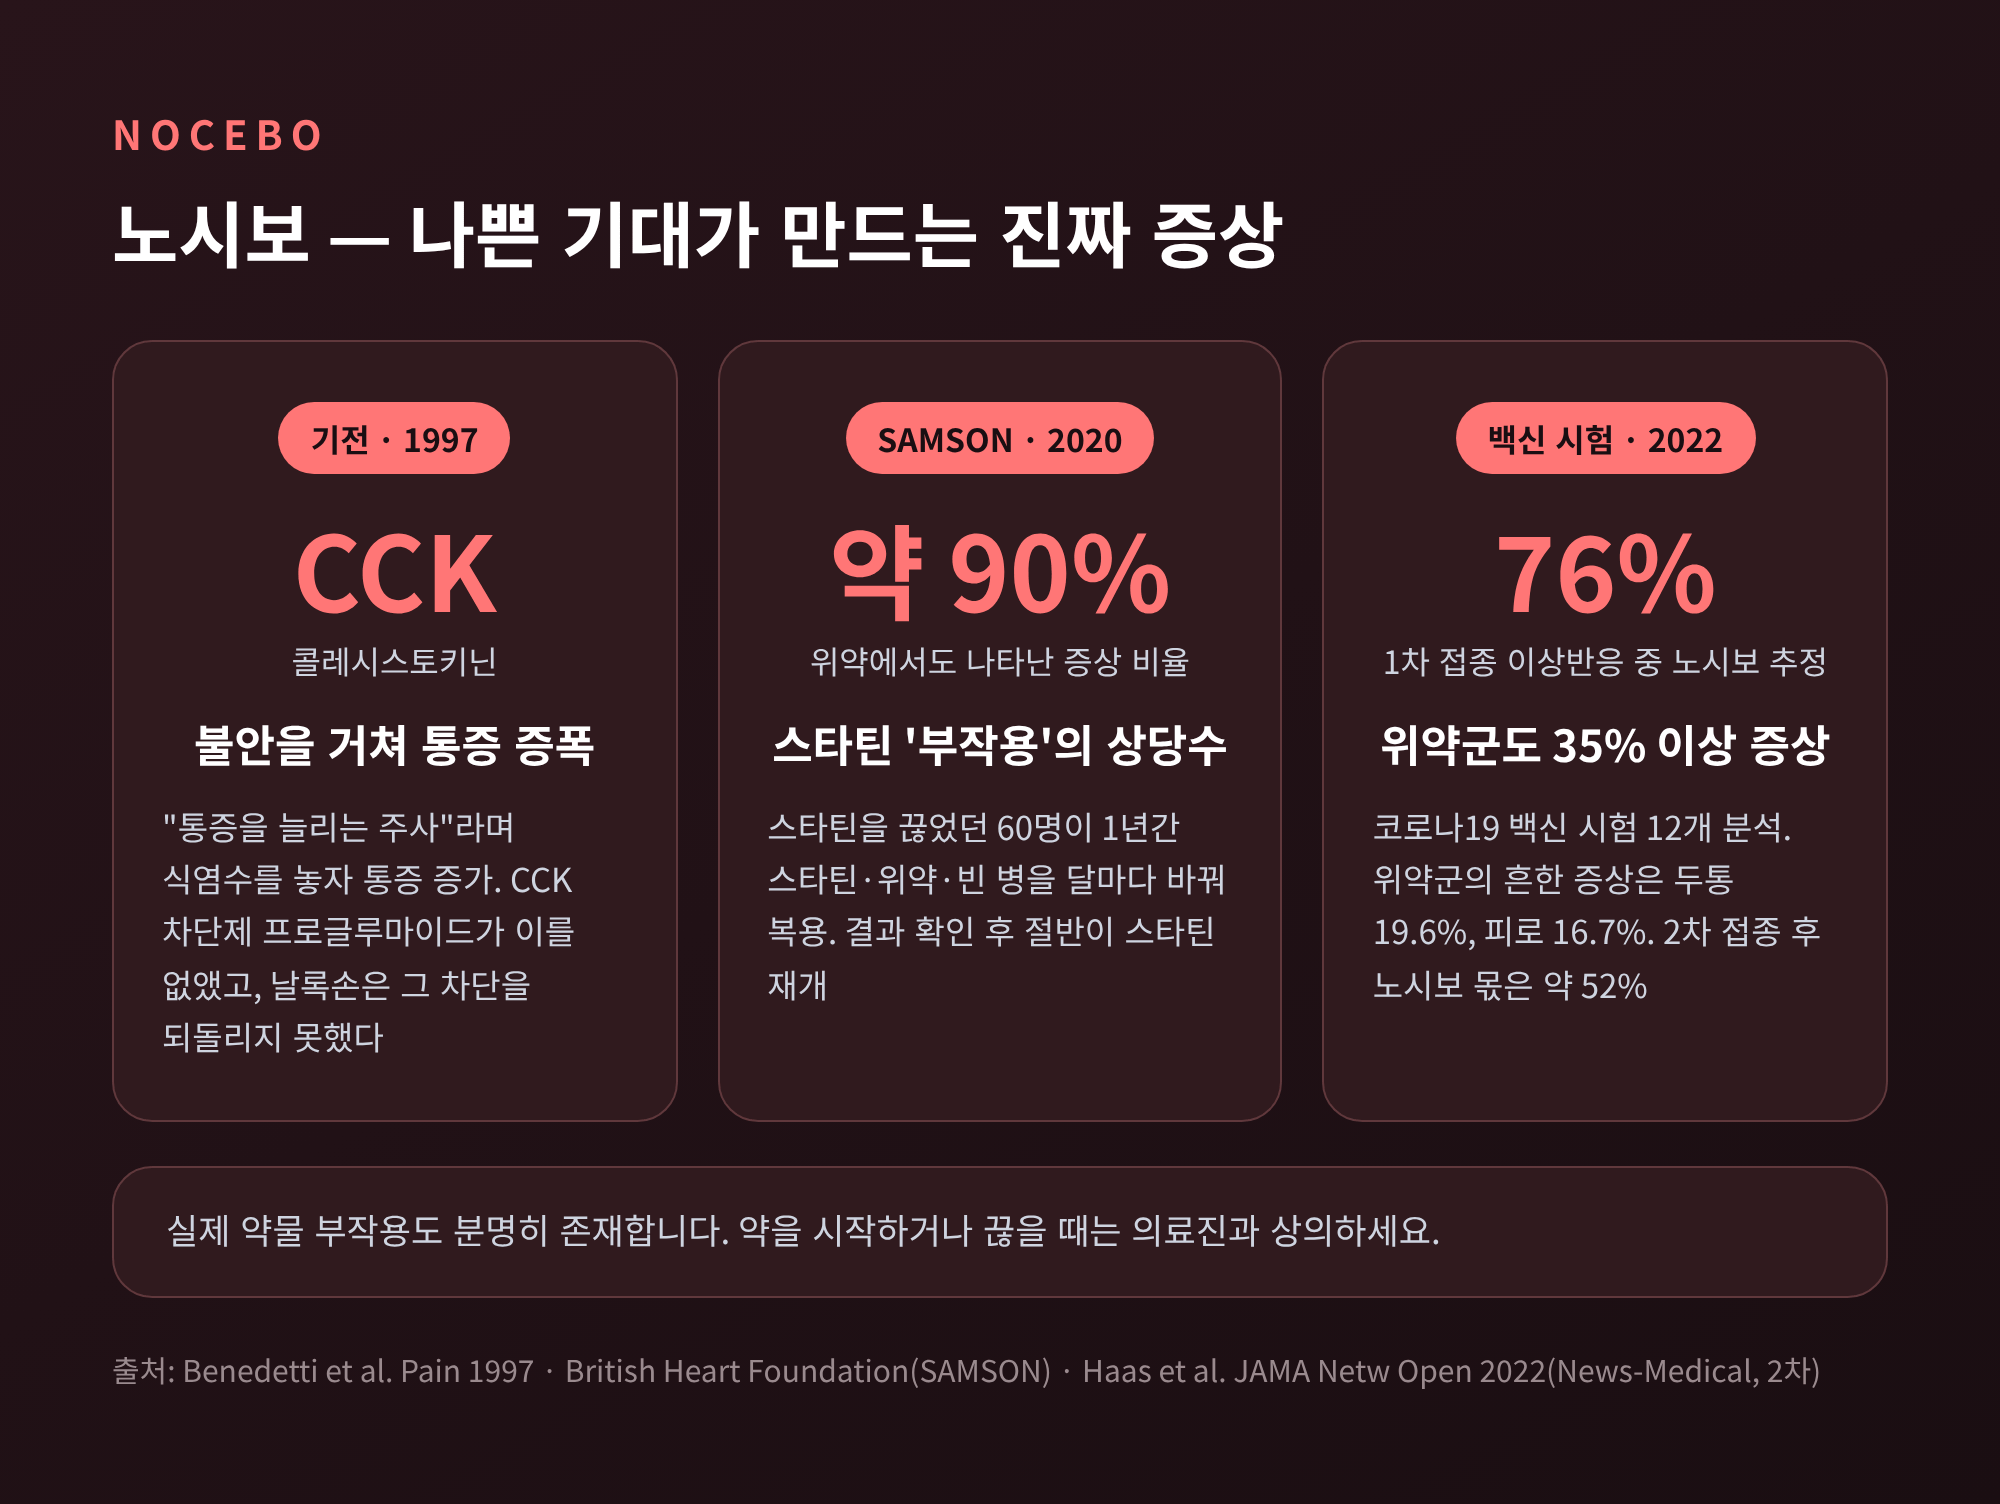 NOCEBO
노시보 — 나쁜 기대가 만드는 진짜 증상
기전 · 1997
CCK
콜레시스토키닌
불안을 거쳐 통증 증폭
"통증을 늘리는 주사"라며
식염수를 놓자 통증 증가. CCK
차단제 프로글루마이드가 이를
없앴고, 날록손은 그 차단을
되돌리지 못했다
SAMSON · 2020
약 90%
위약에서도 나타난 증상 비율
스타틴 '부작용'의 상당수
스타틴을 끊었던 60명이 1년간
스타틴·위약·빈 병을 달마다 바꿔
복용. 결과 확인 후 절반이 스타틴
재개
백신 시험 · 2022
76%
1차 접종 이상반응 중 노시보 추정
위약군도 35% 이상 증상
코로나19 백신 시험 12개 분석.
위약군의 흔한 증상은 두통
19.6%, 피로 16.7%. 2차 접종 후
노시보 몫은 약 52%
실제 약물 부작용도 분명히 존재합니다. 약을 시작하거나 끊을 때는 의료진과 상의하세요.
출처: Benedetti et al. Pain 1997 · British Heart Foundation(SAMSON) · Haas et al. JAMA Netw Open 2022(News-Medical, 2차)